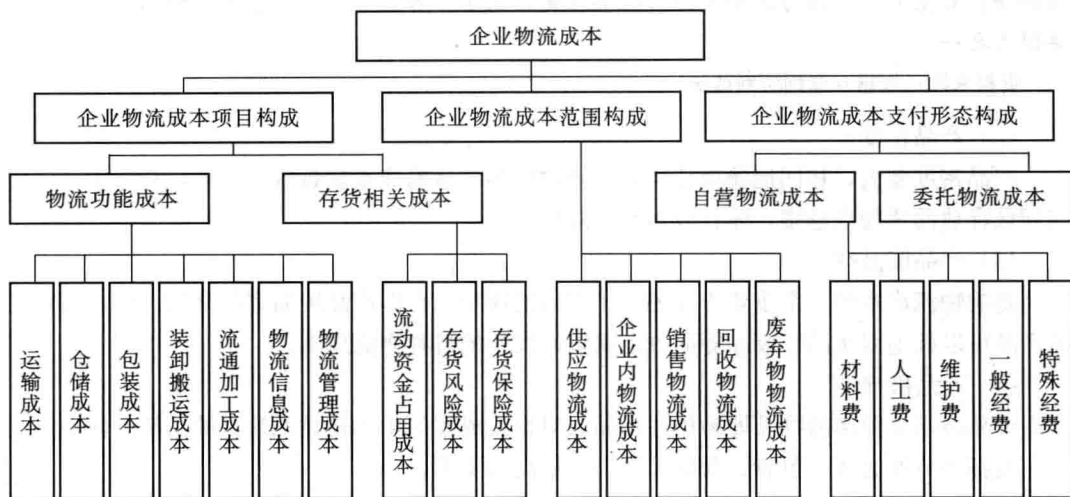 企业物流成本
企业物流成本项目构成
企业物流成本范围构成
企业物流成本支付形态构成
物流功能成本
存货相关成本
自营物流成本
委托物流成本
运输成本
仓储成本
包装成本
装卸搬运成本
流通加工成本
物流信息成本
物流管理成本
流动资金占用成本
存货风险成本
存货保险成本
供应物流成本
企业内物流成本
销售物流成本
回收物流成本
废弃物物流成本
材料费
人工费
维护费
一般经费
特殊经费